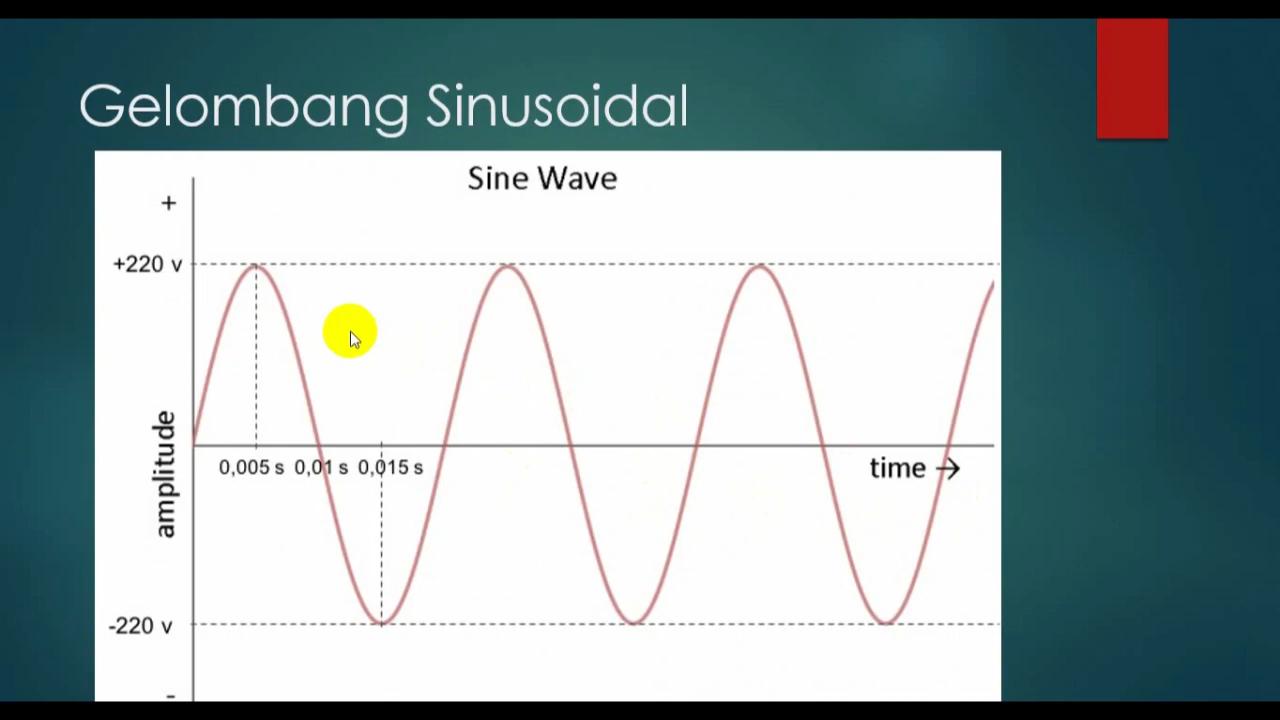 Gelombang Sinusoidal
Sine Wave
+
+220 v
amplitude
0,005 s 0,01 s 0,015 s
time →
-220 v
-